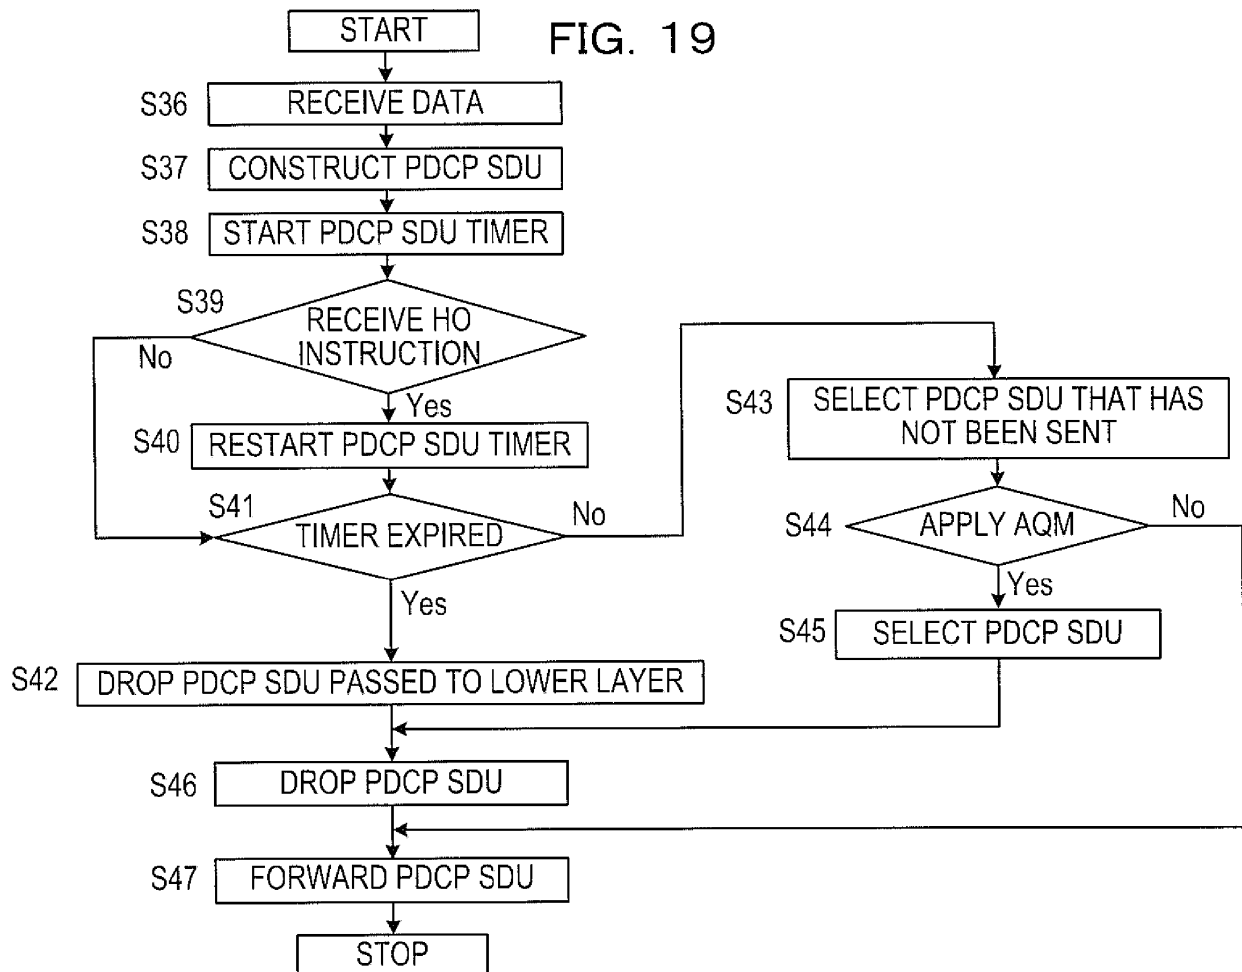 START
FIG. 19
S36
RECEIVE DATA
S37
CONSTRUCT PDCP SDU
S38
START PDCP SDU TIMER
S39
RECEIVE HO
INSTRUCTION
No
Yes
S40
RESTART PDCP SDU TIMER
S41
TIMER EXPIRED
No
Yes
S43
SELECT PDCP SDU THAT HAS
NOT BEEN SENT
S44
APPLY AQM
No
Yes
S45
SELECT PDCP SDU
S42
DROP PDCP SDU PASSED TO LOWER LAYER
S46
DROP PDCP SDU
S47
FORWARD PDCP SDU
STOP